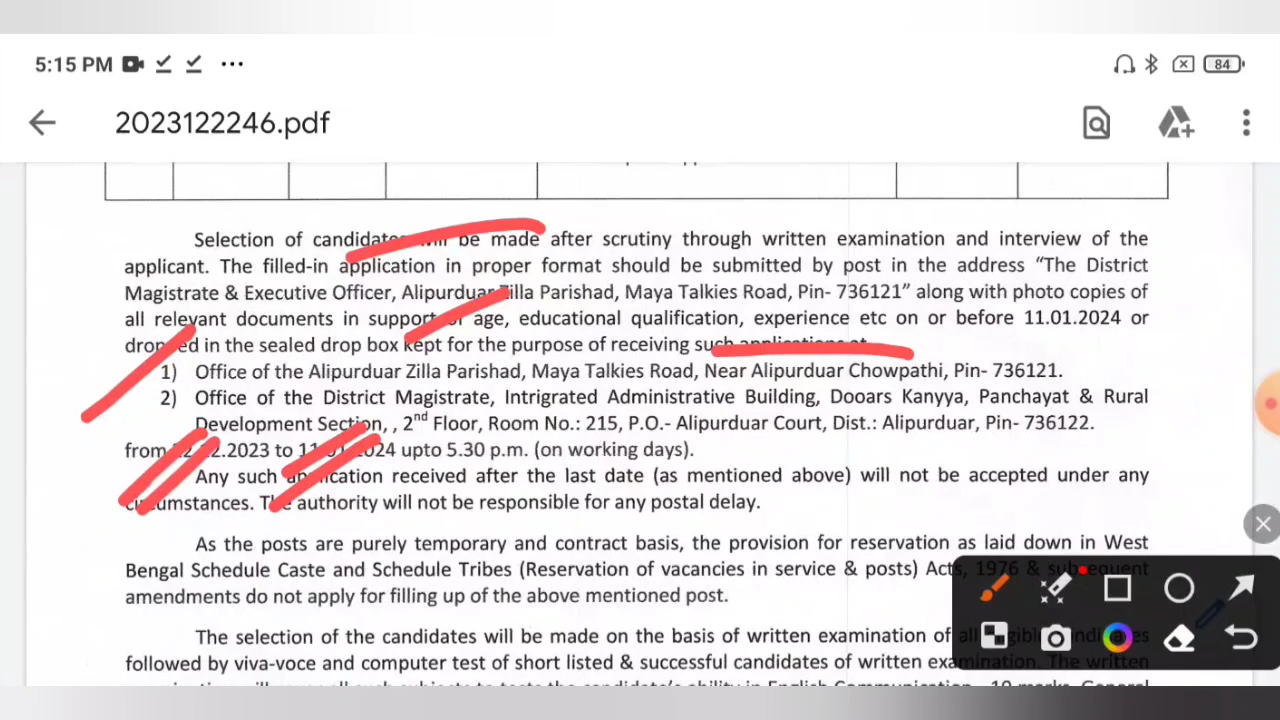 5:15 PM
84
2023122246.pdf
Selection of candidates will be made after scrutiny through written examination and interview of the
applicant. The filled-in application in proper format should be submitted by post in the address “The District
Magistrate & Executive Officer, Alipurduar Zilla Parishad, Maya Talkies Road, Pin- 736121” along with photo copies of
all relevant documents in support of age, educational qualification, experience etc on or before 11.01.2024 or
dropped in the sealed drop box kept for the purpose of receiving such applications at
1) Office of the Alipurduar Zilla Parishad, Maya Talkies Road, Near Alipurduar Chowpathi, Pin- 736121.
2) Office of the District Magistrate, Intrigrated Administrative Building, Dooars Kanyya, Panchayat & Rural
Development Section, , 2nd Floor, Room No.: 215, P.O.- Alipurduar Court, Dist.: Alipurduar, Pin- 736122.
from 22.12.2023 to 11.01.2024 upto 5.30 p.m. (on working days).
Any such application received after the last date (as mentioned above) will not be accepted under any
circumstances. The authority will not be responsible for any postal delay.
As the posts are purely temporary and contract basis, the provision for reservation as laid down in West
Bengal Schedule Caste and Schedule Tribes (Reservation of vacancies in service & posts) Acts, 1976 & subsequent
amendments do not apply for filling up of the above mentioned post.
The selection of the candidates will be made on the basis of written examination of all eligible candidates
followed by viva-voce and computer test of short listed & successful candidates of written examination. The written